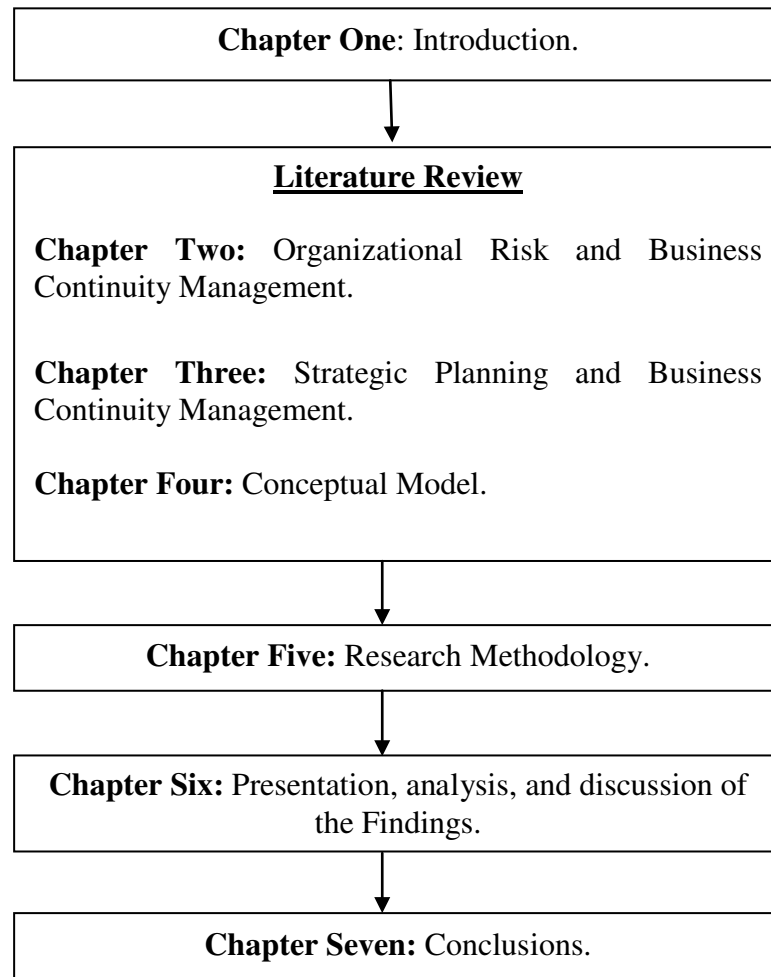 Chapter One: Introduction.
Literature Review
Chapter Two: Organizational Risk and Business
Continuity Management.
Chapter Three: Strategic Planning and Business
Continuity Management.
Chapter Four: Conceptual Model.
Chapter Five: Research Methodology.
Chapter Six: Presentation, analysis, and discussion of
the Findings.
Chapter Seven: Conclusions.